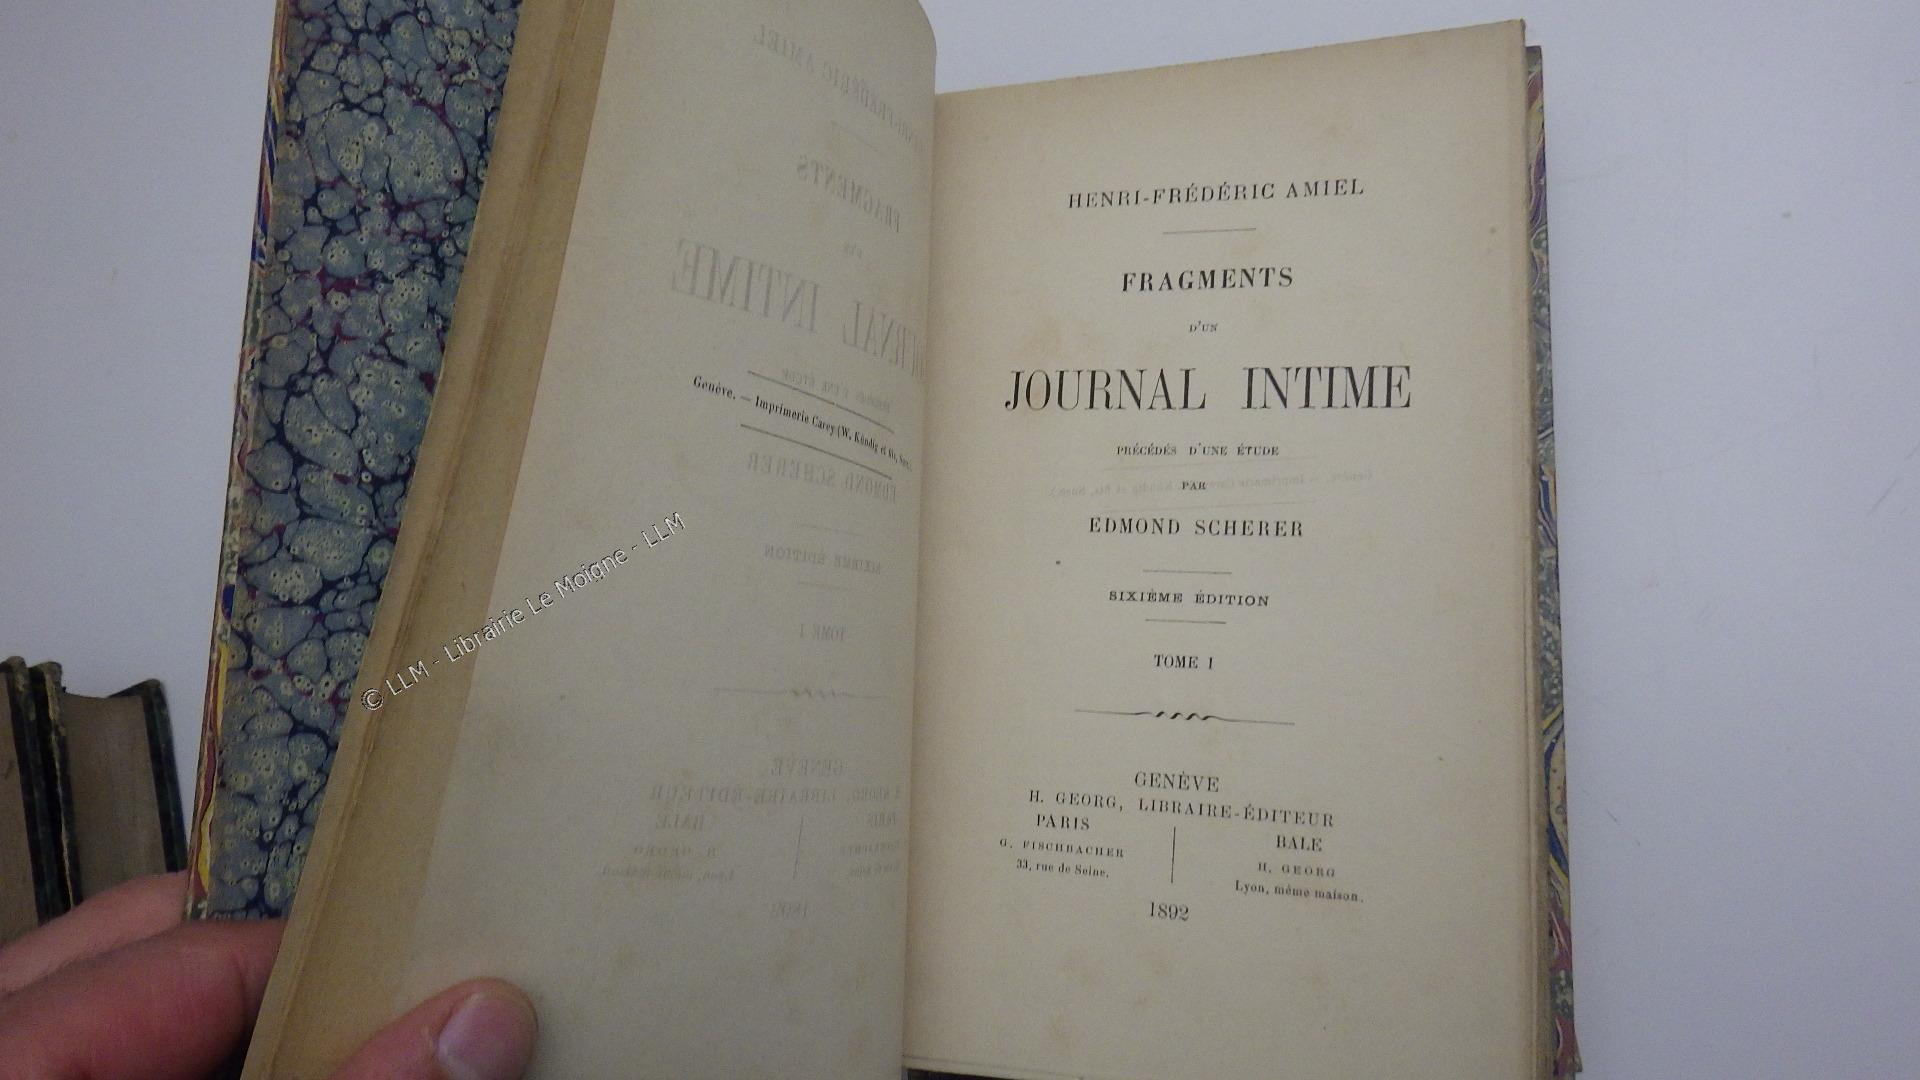 Genève. — Imprimerie Carey (W. Kündig et fils, Succ.)
© LLM - Librairie Le Moigne - LLM
HENRI-FRÉDÉRIC AMIEL
FRAGMENTS
D'UN
JOURNAL INTIME
PRÉCÉDÉS D'UNE ÉTUDE
PAR
EDMOND SCHERER
SIXIÈME ÉDITION
TOME I
GENÈVE
H. GEORG, LIBRAIRE-ÉDITEUR
PARIS
G. FISCHBACHER
33, rue de Seine.
BALE
H. GEORG
Lyon, même maison.
1892